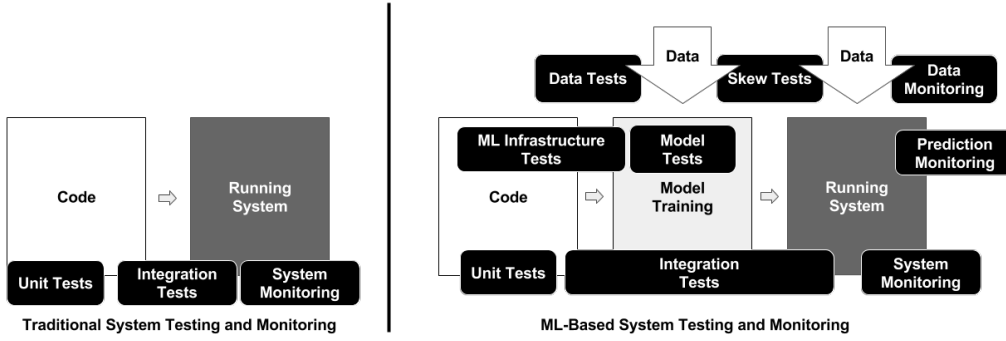 Code
Running
System
Unit Tests
Integration
Tests
System
Monitoring
Traditional System Testing and Monitoring
Data
Data
Data Tests
Skew Tests
Data
Monitoring
ML Infrastructure
Tests
Model
Tests
Prediction
Monitoring
Code
Model
Training
Running
System
Unit Tests
Integration
Tests
System
Monitoring
ML-Based System Testing and Monitoring